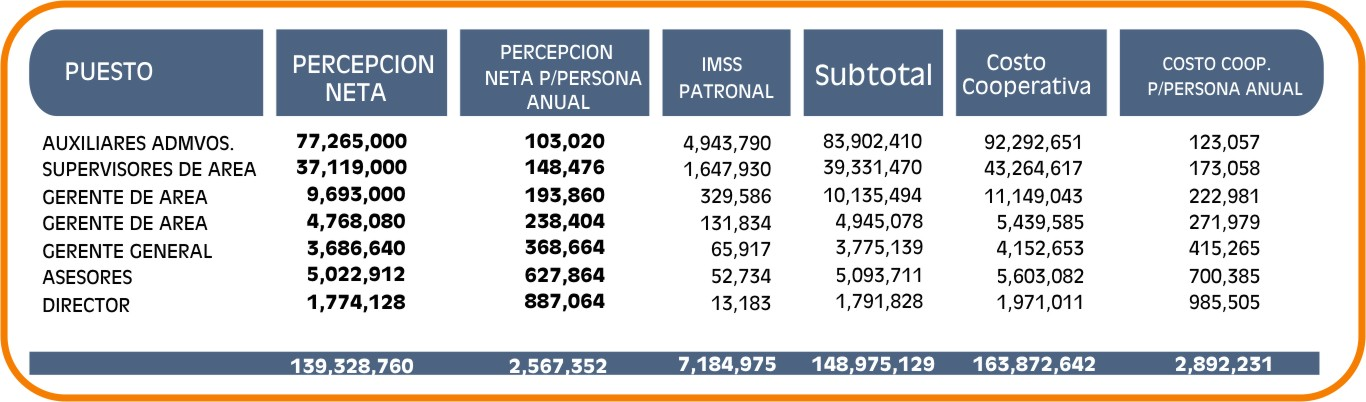 PUESTO PERCEPCION NETA PERCEPCION NETA P/PERSONA ANUAL IMSS PATRONAL Subtotal Costo Cooperativa COSTO COOP. P/PERSONA ANUAL
AUXILIARES ADMVOS. 77,265,000 103,020 4,943,790 83,902,410 92,292,651 123,057
SUPERVISORES DE AREA 37,119,000 148,476 1,647,930 39,331,470 43,264,617 173,058
GERENTE DE AREA 9,693,000 193,860 329,586 10,135,494 11,149,043 222,981
GERENTE DE AREA 4,768,080 238,404 131,834 4,945,078 5,439,585 271,979
GERENTE GENERAL 3,686,640 368,664 65,917 3,775,139 4,152,653 415,265
ASESORES 5,022,912 627,864 52,734 5,093,711 5,603,082 700,385
DIRECTOR 1,774,128 887,064 13,183 1,791,828 1,971,011 985,505
139,328,760 2,567,352 7,184,975 148,975,129 163,872,642 2,892,231